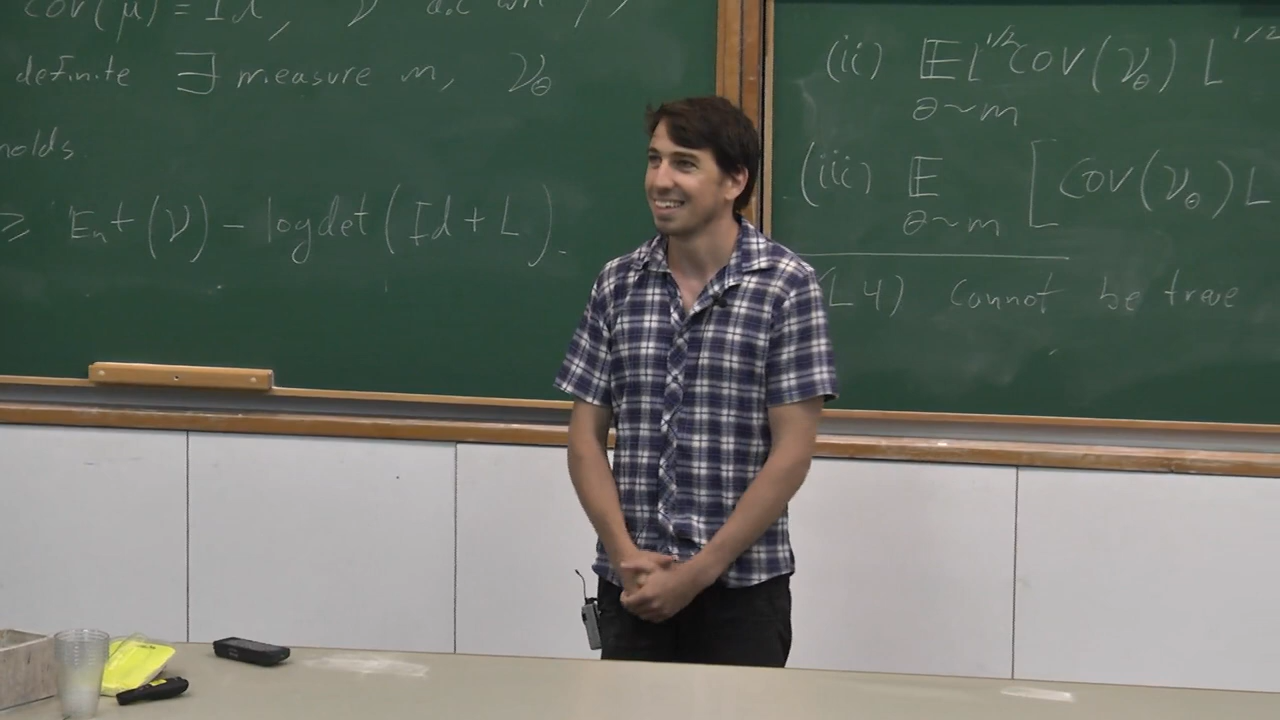 cov(μ) = Id, ν a.c wrt μ
definite ∃ measure m, ν_θ
holds
≥ Ent(ν) - logdet(Id + L).
(ii) E L^{1/2} Cov(ν_θ) L^{1/2}
θ~m
(iii) E [Cov(ν_θ) L
θ~m
(L4) Cannot be true